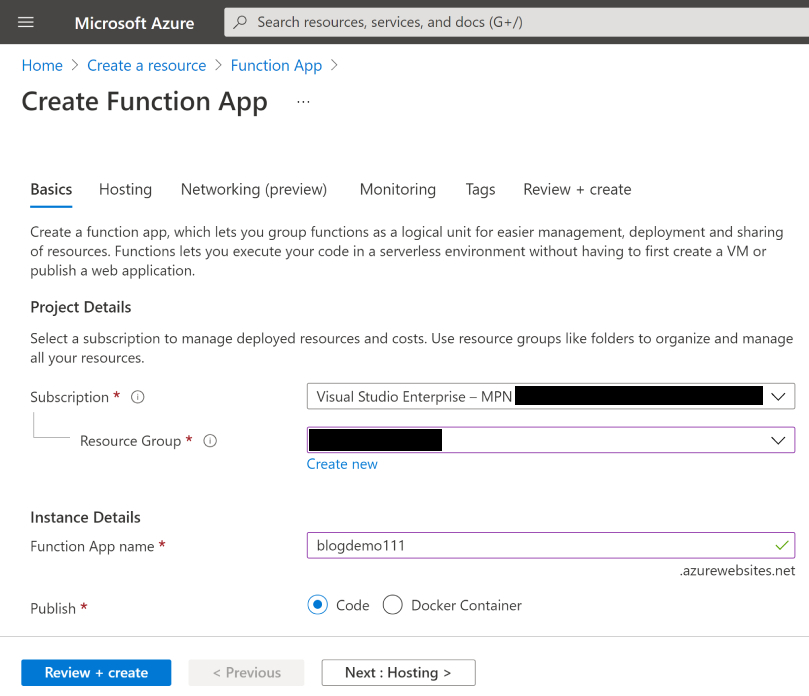 Microsoft Azure
Search resources, services, and docs (G+/)
Home > Create a resource > Function App >
Create Function App ...
Basics Hosting Networking (preview) Monitoring Tags Review + create
Create a function app, which lets you group functions as a logical unit for easier management, deployment and sharing
of resources. Functions lets you execute your code in a serverless environment without having to first create a VM or
publish a web application.
Project Details
Select a subscription to manage deployed resources and costs. Use resource groups like folders to organize and manage
all your resources.
Subscription *
Visual Studio Enterprise – MPN
Resource Group *
Create new
Instance Details
Function App name *
blogdemo111
.azurewebsites.net
Publish *
Code Docker Container
Review + create < Previous Next : Hosting >